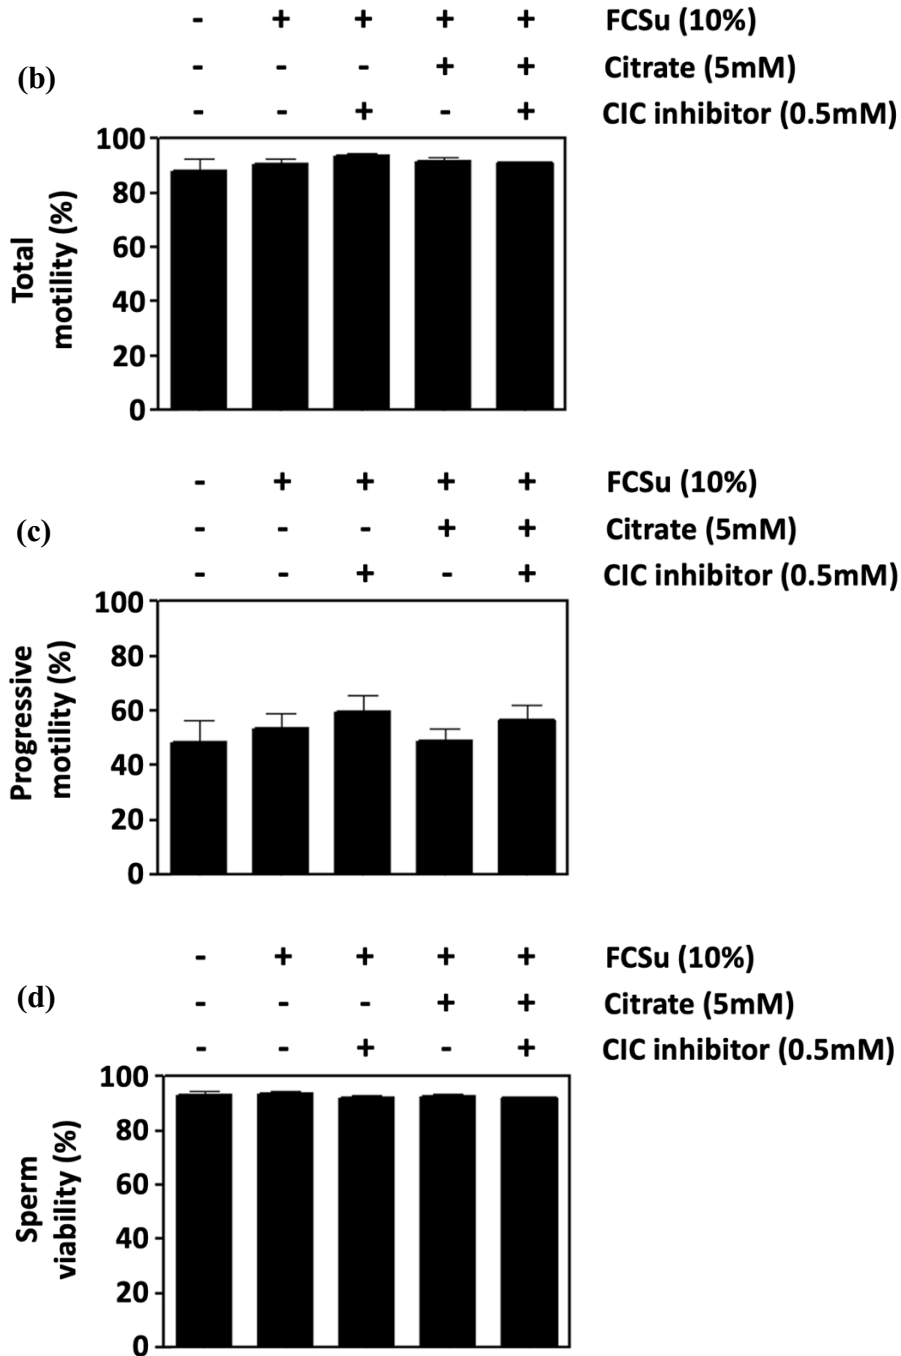 - + + + + FCSu (10%)
(b)
- - - + + Citrate (5mM)
- - + - + CIC inhibitor (0.5mM)
100
80
60
40
20
0
Total
motility (%)
- + + + + FCSu (10%)
(c)
- - - + + Citrate (5mM)
- - + - + CIC inhibitor (0.5mM)
100
80
60
40
20
0
Progressive
motility (%)
- + + + + FCSu (10%)
(d)
- - - + + Citrate (5mM)
- - + - + CIC inhibitor (0.5mM)
100
80
60
40
20
0
Sperm
viability (%)